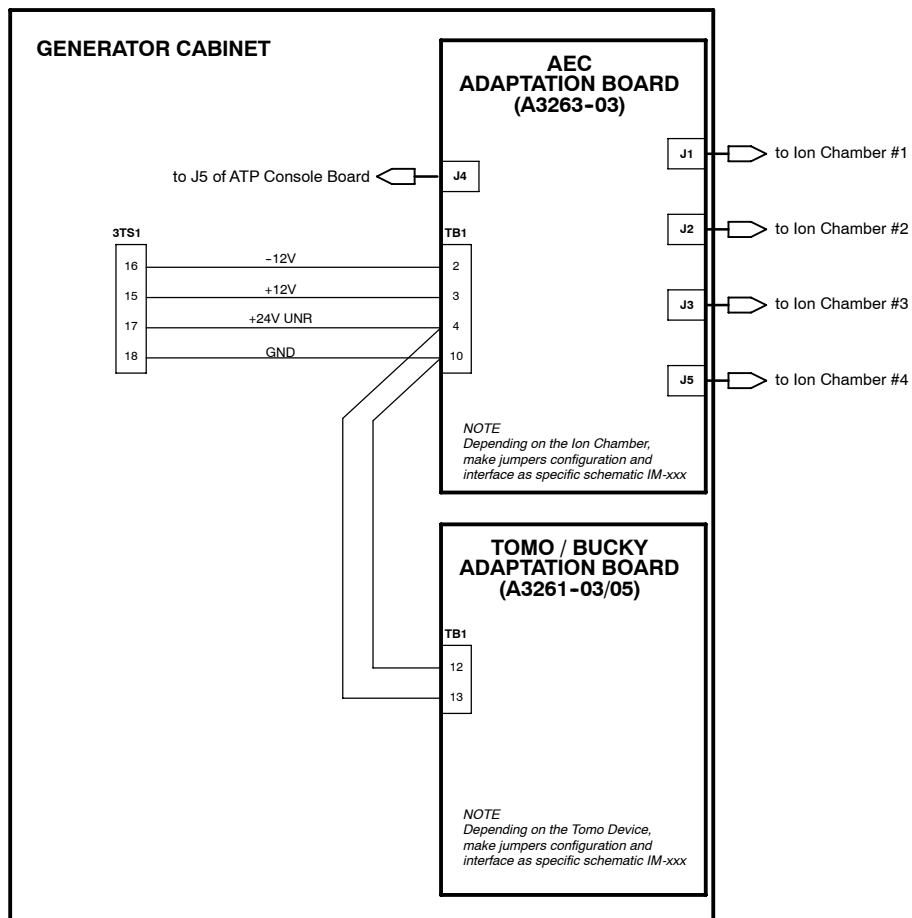 GENERATOR CABINET
AEC
ADAPTATION BOARD
(A3263-03)
J1
to Ion Chamber #1
to J5 of ATP Console Board
J4
J2
to Ion Chamber #2
3TS1
TB1
16
-12V
2
15
+12V
3
J3
to Ion Chamber #3
17
+24V UNR
4
18
GND
10
J5
to Ion Chamber #4
NOTE
Depending on the Ion Chamber,
make jumpers configuration and
interface as specific schematic IM-xxx
TOMO / BUCKY
ADAPTATION BOARD
(A3261-03/05)
TB1
12
13
NOTE
Depending on the Tomo Device,
make jumpers configuration and
interface as specific schematic IM-xxx